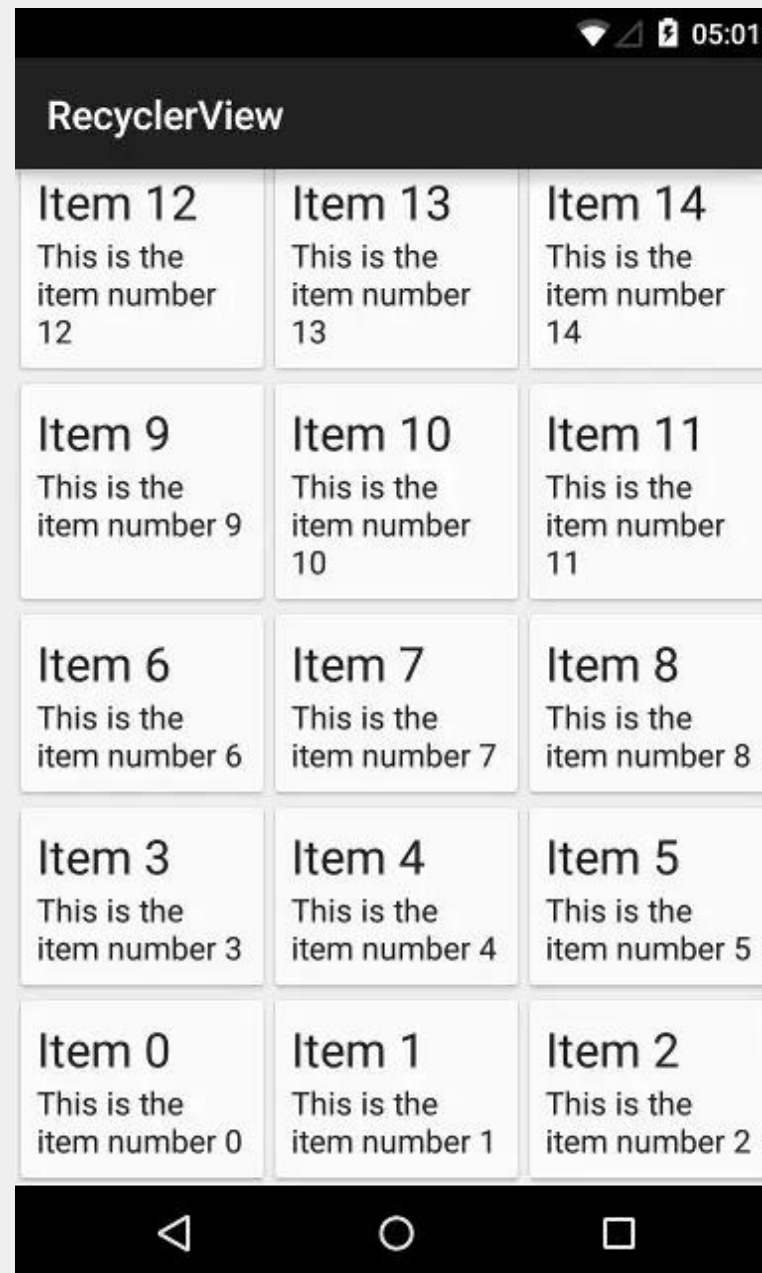 05:01
RecyclerView
Item 12
This is the
item number
12
Item 13
This is the
item number
13
Item 14
This is the
item number
14
Item 9
This is the
item number 9
Item 10
This is the
item number
10
Item 11
This is the
item number
11
Item 6
This is the
item number 6
Item 7
This is the
item number 7
Item 8
This is the
item number 8
Item 3
This is the
item number 3
Item 4
This is the
item number 4
Item 5
This is the
item number 5
Item 0
This is the
item number 0
Item 1
This is the
item number 1
Item 2
This is the
item number 2